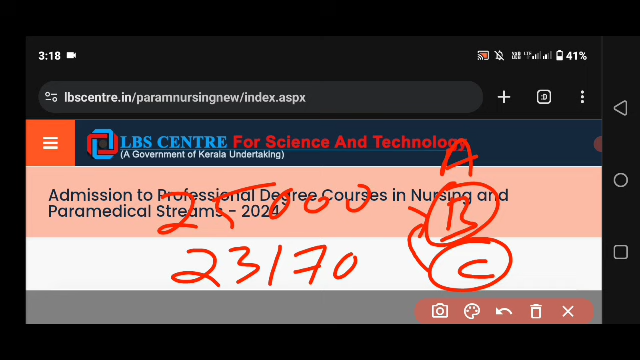 3:18 41%
lbscentre.in/paramnursingnew/index.aspx
LBS CENTRE For Science And Technology
(A Government of Kerala Undertaking)
A
Admission to Professional Degree Courses in Nursing and
Paramedical Streams - 2024
25000 B
23170 C